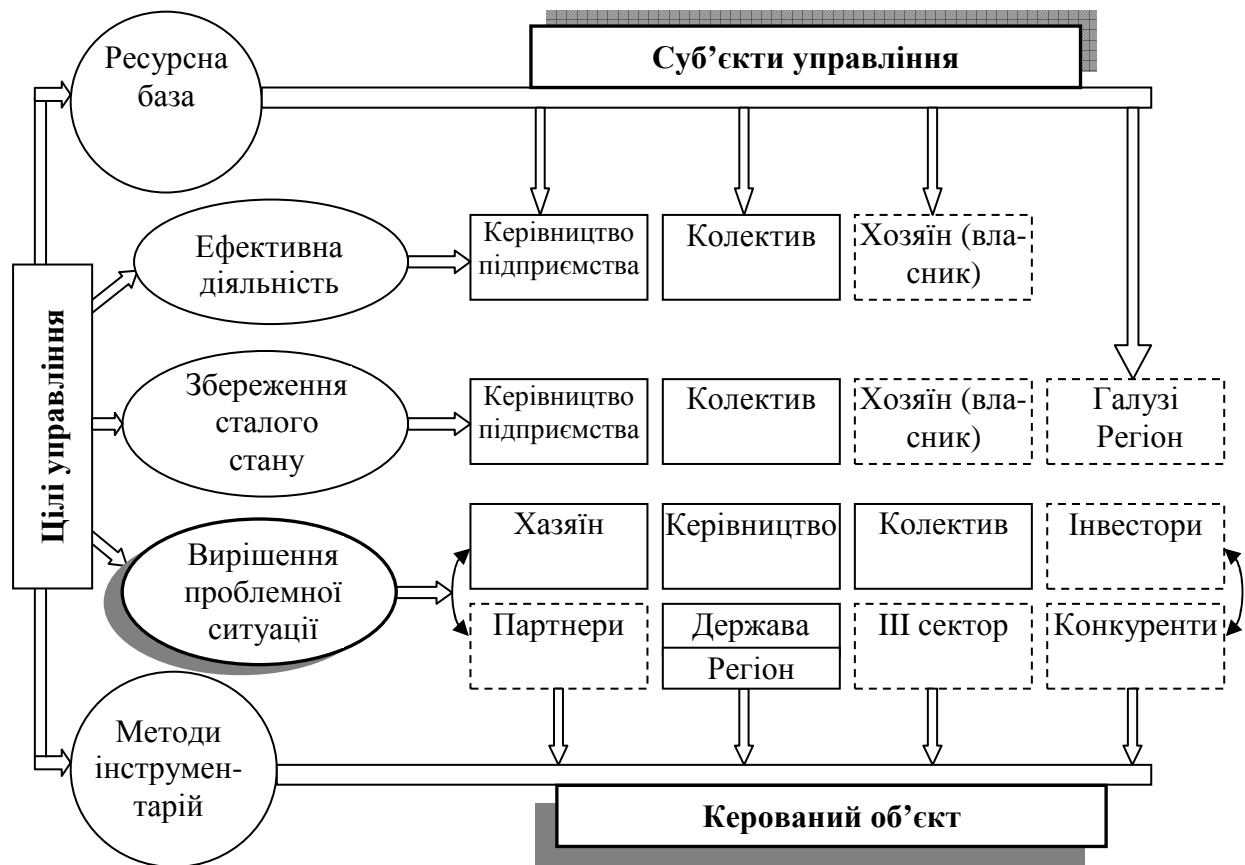 Ресурсна
база
Суб’єкти управління
Цілі управління
Ефективна
діяльність
Керівництво
підприємства
Колектив
Хозяїн (вла-
сник)
Збереження
сталого
стану
Керівництво
підприємства
Колектив
Хозяїн (вла-
сник)
Галузі
Регіон
Вирішення
проблемної
ситуації
Хазяїн
Керівництво
Колектив
Інвестори
Партнери
Держава
Регіон
ІІІ сектор
Конкуренти
Методи
інструмен-
тарій
Керований об’єкт